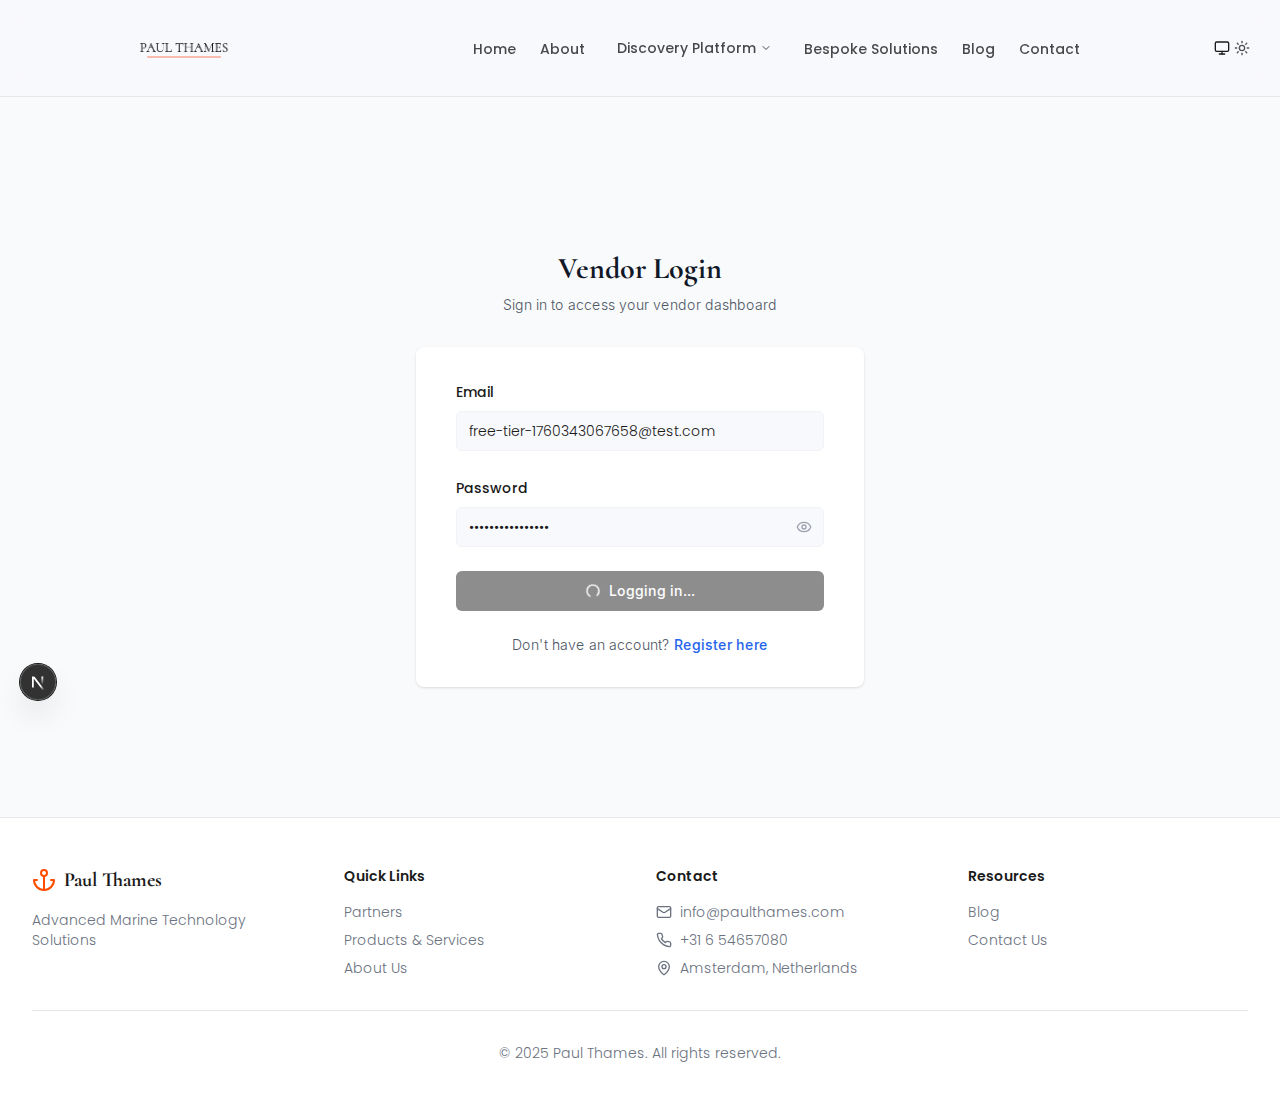 PAUL THAMES
Home About Discovery Platform Bespoke Solutions Blog Contact
Vendor Login
Sign in to access your vendor dashboard
Email
free-tier-1760343067658@test.com
Password
••••••••••••••••
Logging in...
Don't have an account? Register here
N
Paul Thames
Advanced Marine Technology
Solutions
Quick Links
Partners
Products & Services
About Us
Contact
info@paulthames.com
+31 6 54657080
Amsterdam, Netherlands
Resources
Blog
Contact Us
© 2025 Paul Thames. All rights reserved.